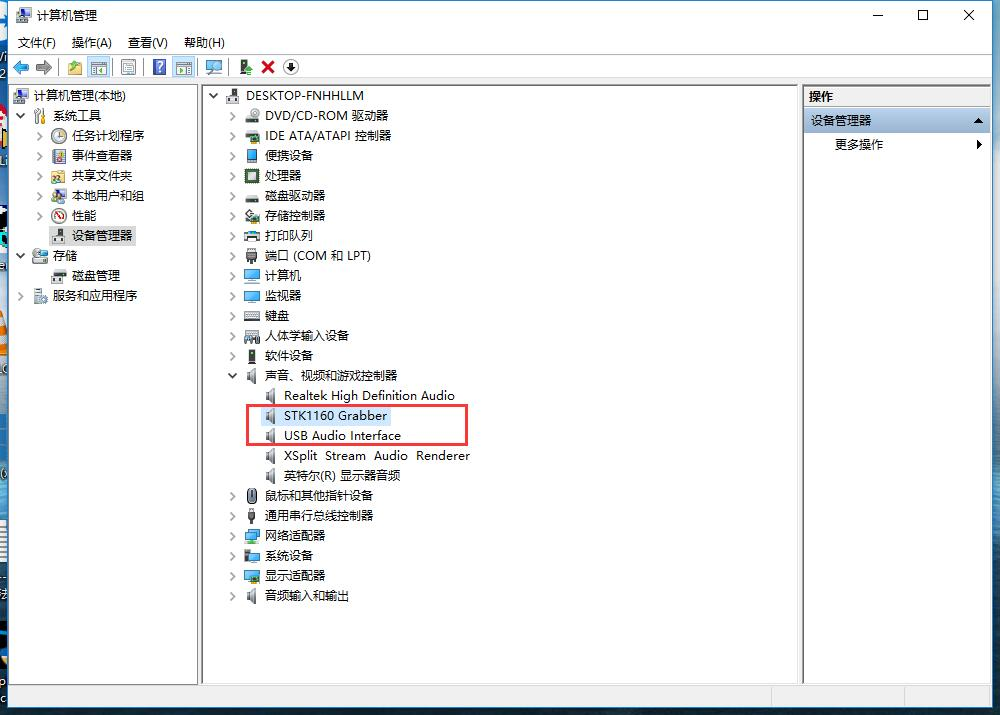 计算机管理
文件(F) 操作(A) 查看(V) 帮助(H)
计算机管理(本地)
系统工具
任务计划程序
事件查看器
共享文件夹
本地用户和组
性能
设备管理器
存储
磁盘管理
服务和应用程序
DESKTOP-FNHHLLM
DVD/CD-ROM 驱动器
IDE ATA/ATAPI 控制器
便携设备
处理器
磁盘驱动器
存储控制器
打印队列
端口 (COM 和 LPT)
计算机
监视器
键盘
人体学输入设备
软件设备
声音、视频和游戏控制器
Realtek High Definition Audio
STK1160 Grabber
USB Audio Interface
XSplit Stream Audio Renderer
英特尔(R) 显示器音频
鼠标和其他指针设备
通用串行总线控制器
网络适配器
系统设备
显示适配器
音频输入和输出
操作
设备管理器
更多操作